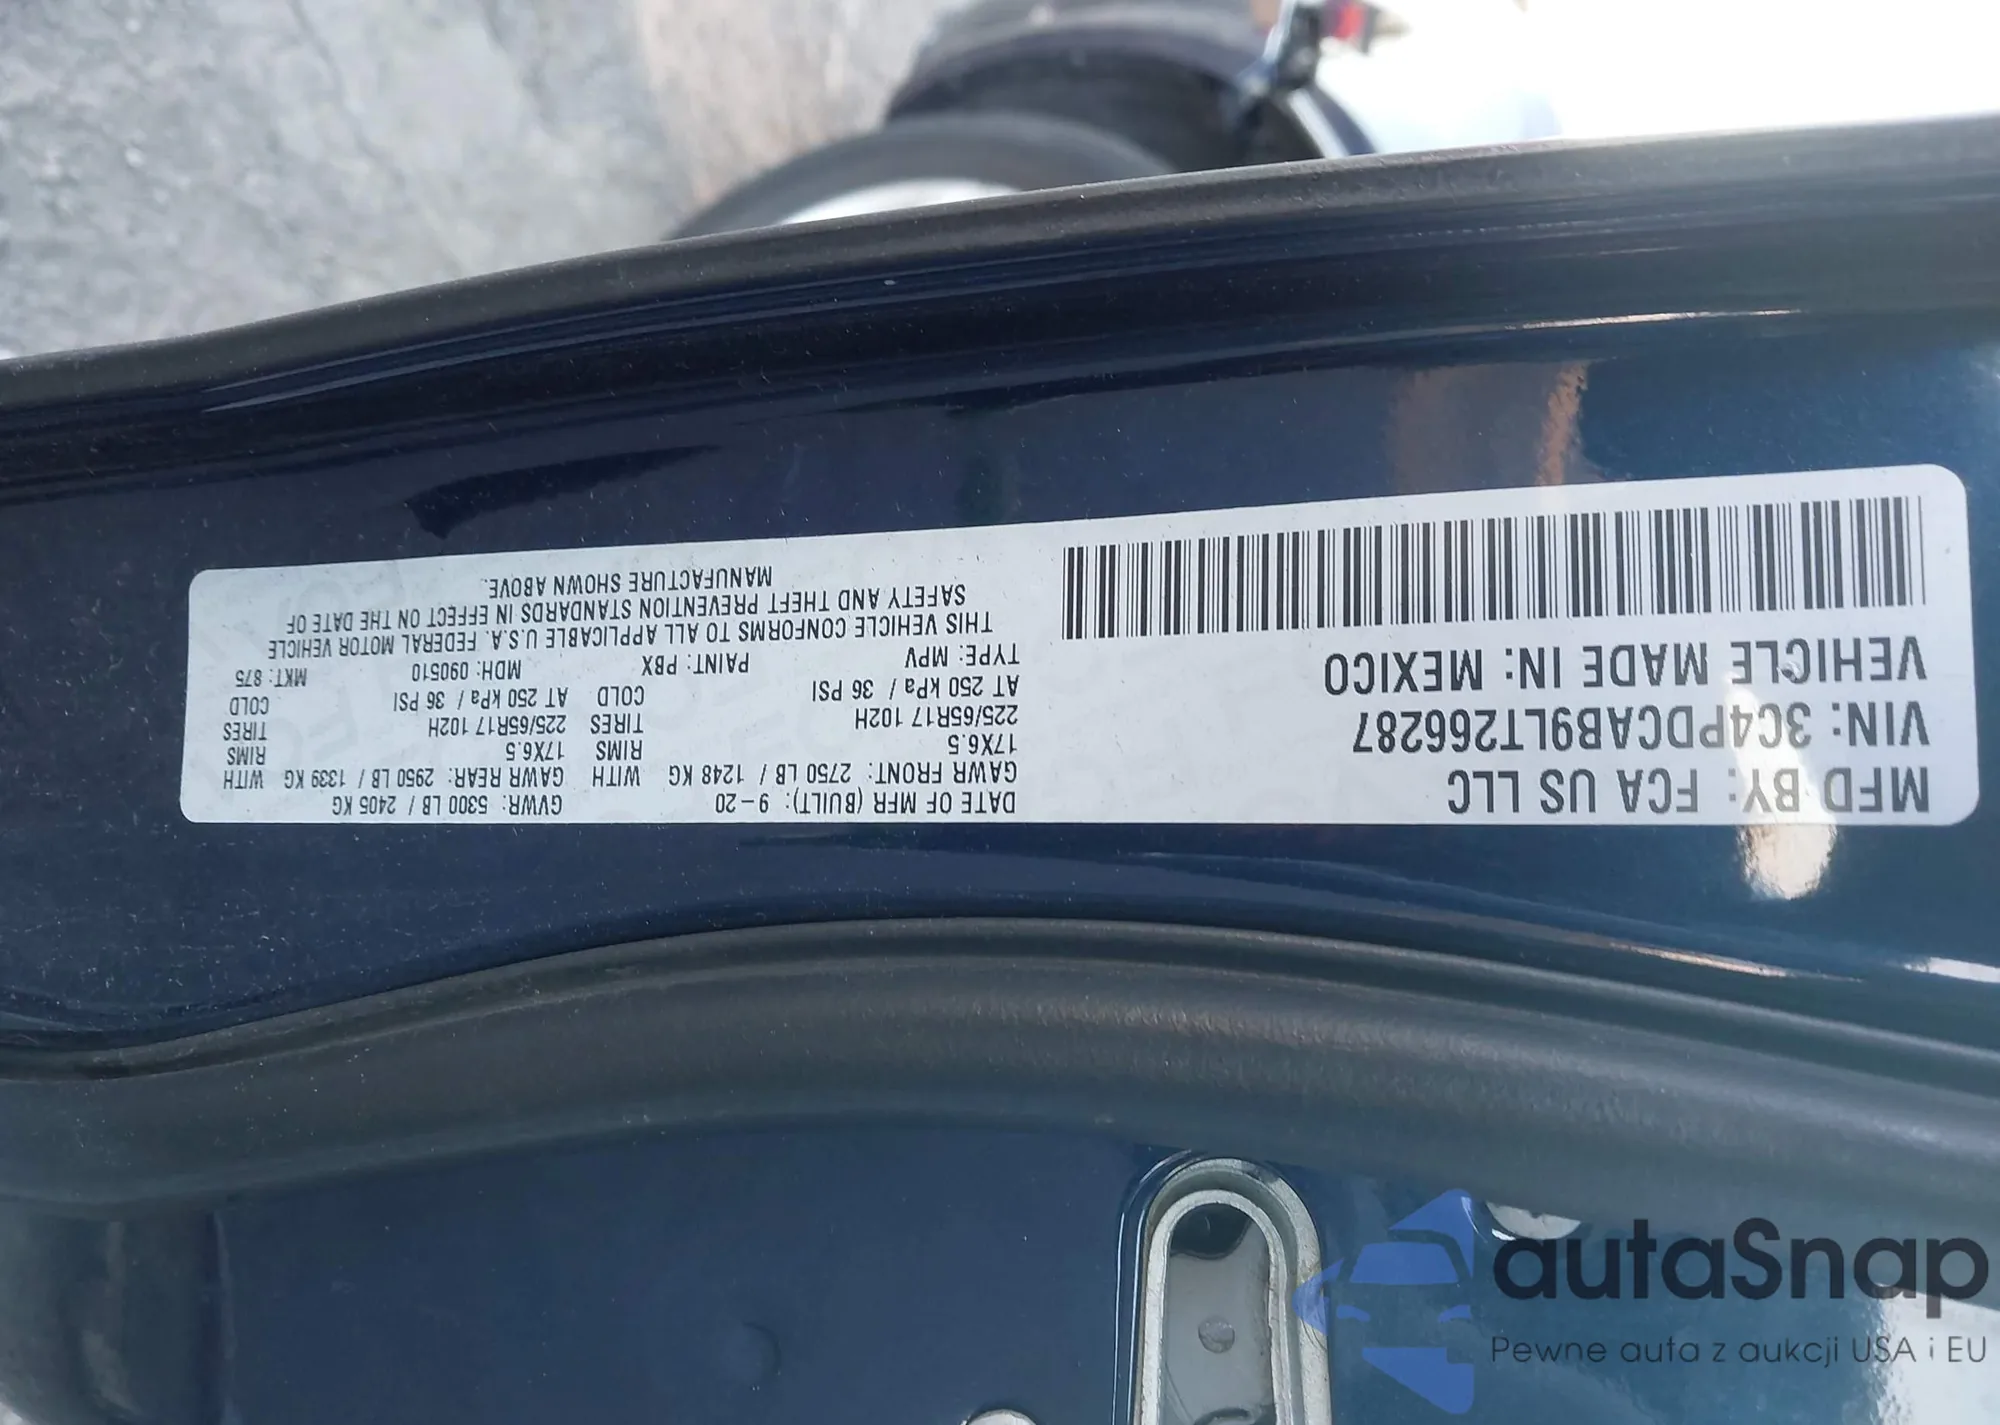 MFD BY: FCA US LLC
VIN: 3C4PDCAB9LT266287
VEHICLE MADE IN: MEXICO
DATE OF MFR (BUILT): 9-20 GVWR: 5300 LB / 2405 KG
GAWR FRONT: 2750 LB / 1248 KG WITH GAWR REAR: 2950 LB / 1339 KG WITH
17X6.5 RIMS 17X6.5 RIMS
225/65R17 102H TIRES 225/65R17 102H TIRES
AT 250 kPa / 36 PSI COLD AT 250 kPa / 36 PSI COLD
TYPE: MPV PAINT: PBX MDH: 090510 MKT: 875
THIS VEHICLE CONFORMS TO ALL APPLICABLE U.S.A. FEDERAL MOTOR VEHICLE
SAFETY AND THEFT PREVENTION STANDARDS IN EFFECT ON THE DATE OF
MANUFACTURE SHOWN ABOVE.
autaSnap
Pewne auta z aukcji USA i EU